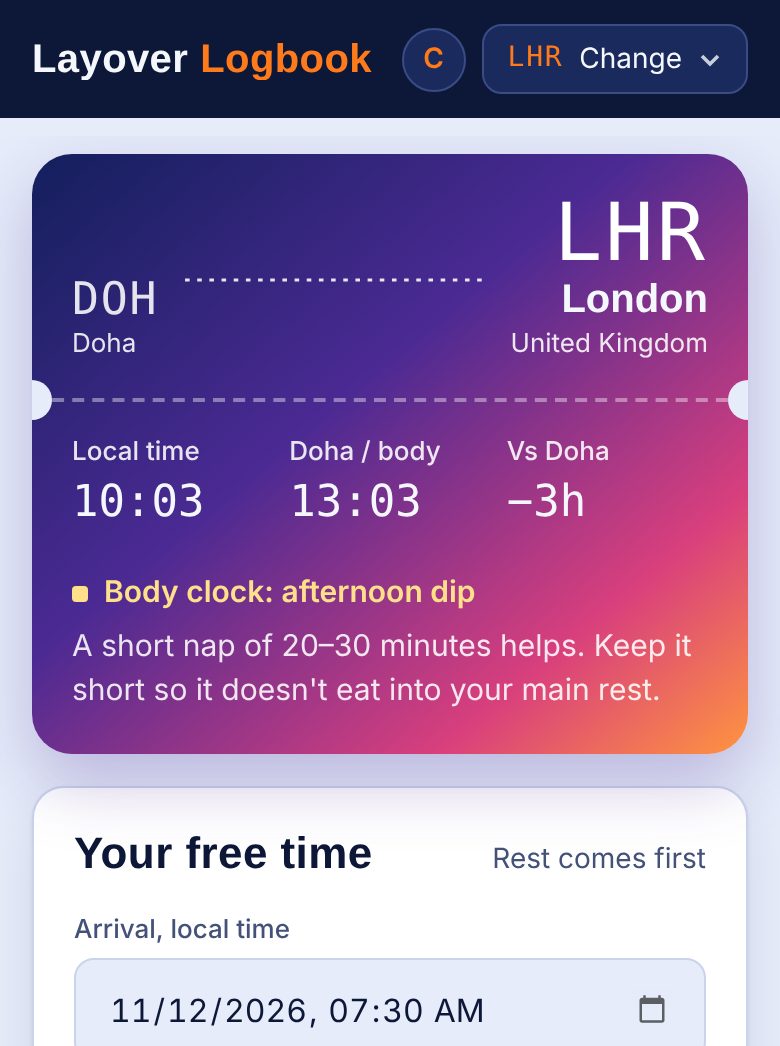 Layover Logbook
C
LHR Change
LHR
DOH
London
Doha
United Kingdom
Local time
Doha / body
Vs Doha
10:03
13:03
−3h
Body clock: afternoon dip
A short nap of 20–30 minutes helps. Keep it
short so it doesn't eat into your main rest.
Your free time
Rest comes first
Arrival, local time
11/12/2026, 07:30 AM